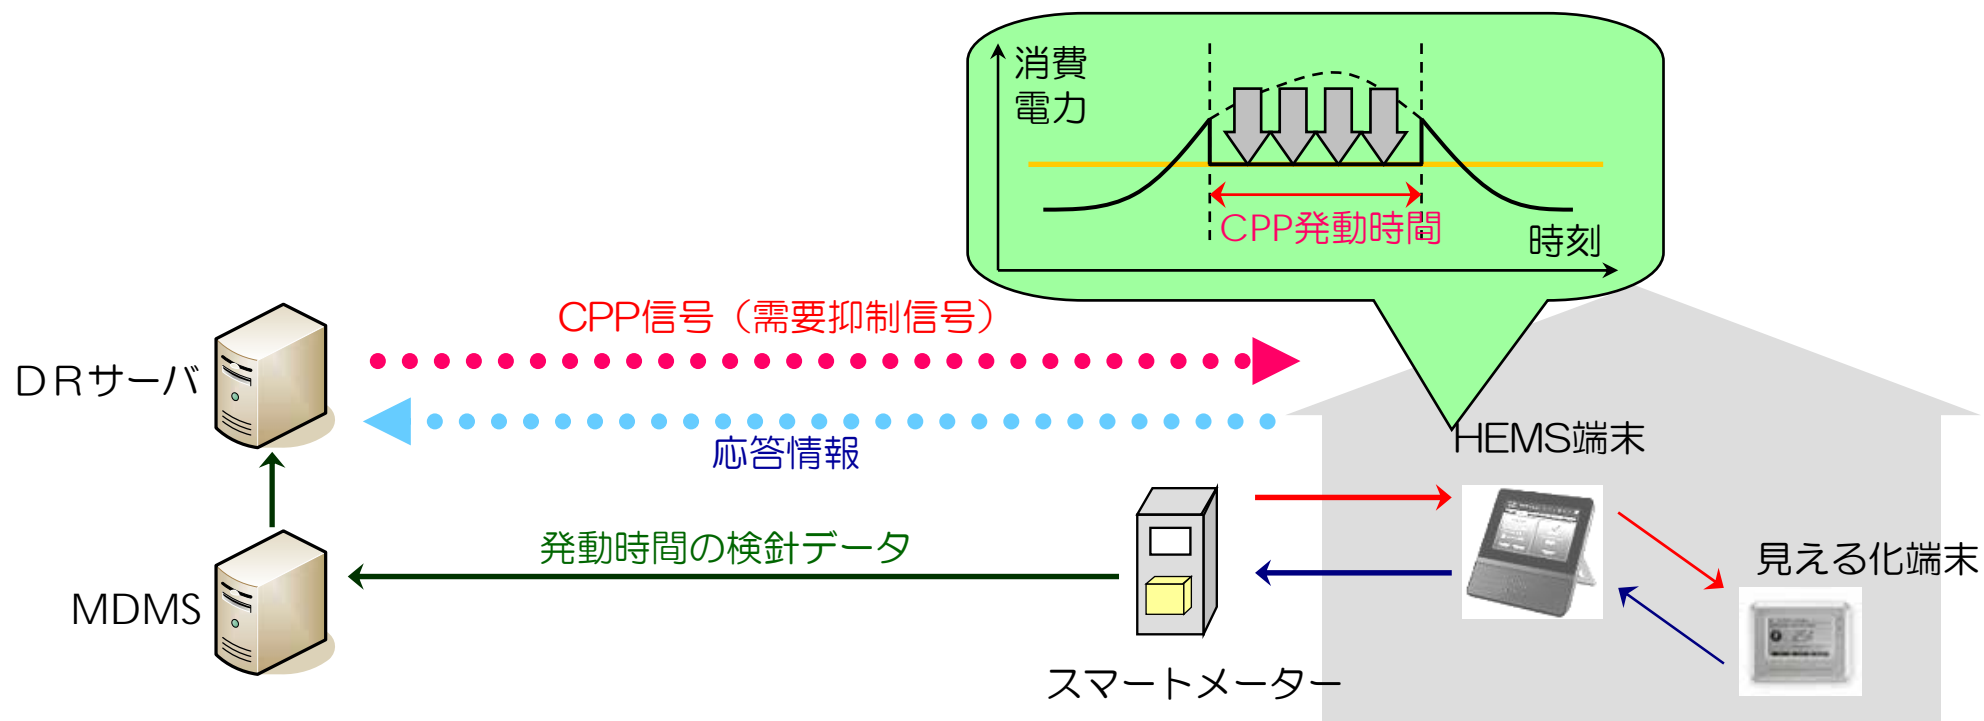 消費
電力
CPP発動時間
時刻
CPP信号（需要抑制信号）
ＤＲサーバ
応答情報
HEMS端末
発動時間の検針データ
見える化端末
MDMS
スマートメーター